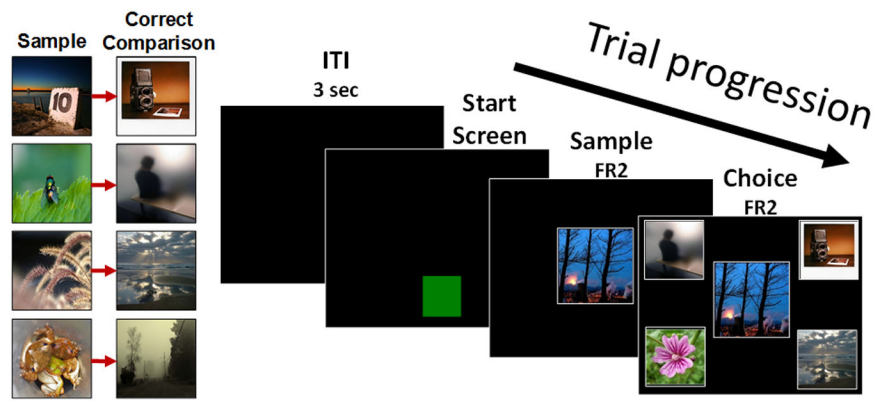 Sample
Correct
Comparison
10
ITI
3 sec
Start
Screen
Sample
FR2
Choice
FR2
Trial progression